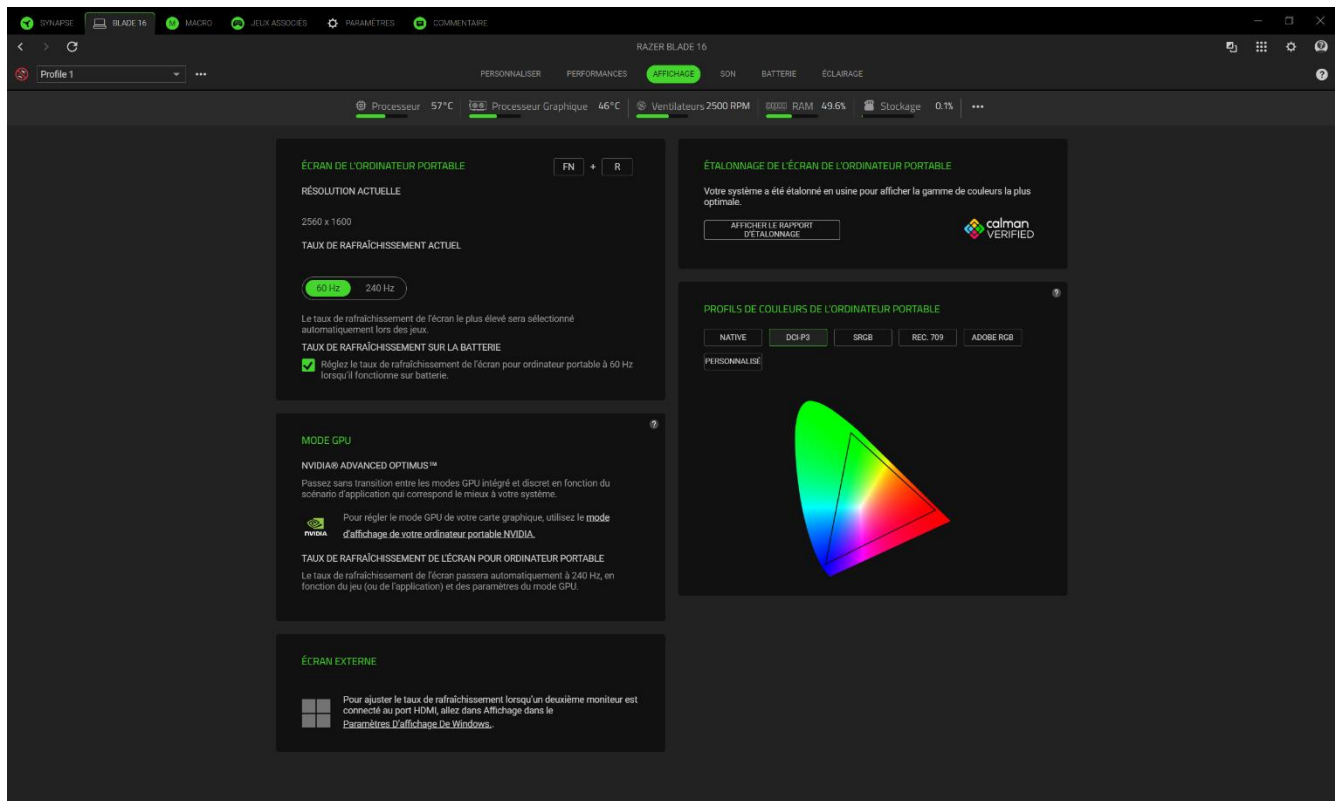 SYNAPSE BLADE 16 MACRO JEUX ASSOCIÉS PARAMÈTRES COMMENTAIRE
RAZER BLADE 16
Profile 1
PERSONNALISER PERFORMANCES AFFICHAGE SON BATTERIE ÉCLAIRAGE
Processeur 57°C Processeur Graphique 46°C Ventilateurs 2500 RPM RAM 49.6% Stockage 0.1%
ÉCRAN DE L'ORDINATEUR PORTABLE FN + R
RÉSOLUTION ACTUELLE
2560 x 1600
TAUX DE RAFRAÎCHISSEMENT ACTUEL
60 Hz 240 Hz
Le taux de rafraîchissement de l'écran le plus élevé sera sélectionné
automatiquement lors des jeux.
TAUX DE RAFRAÎCHISSEMENT SUR LA BATTERIE
Réglez le taux de rafraîchissement de l'écran pour ordinateur portable à 60 Hz
lorsqu'il fonctionne sur batterie.
MODE GPU
NVIDIA® ADVANCED OPTIMUS™
Passez sans transition entre les modes GPU intégré et discret en fonction du
scénario d'application qui correspond le mieux à votre système.
Pour régler le mode GPU de votre carte graphique, utilisez le mode
d'affichage de votre ordinateur portable NVIDIA.
NVIDIA
TAUX DE RAFRAÎCHISSEMENT DE L'ÉCRAN POUR ORDINATEUR PORTABLE
Le taux de rafraîchissement de l'écran passera automatiquement à 240 Hz, en
fonction du jeu (ou de l'application) et des paramètres du mode GPU.
ÉCRAN EXTERNE
Pour ajuster le taux de rafraîchissement lorsqu'un deuxième moniteur est
connecté au port HDMI, allez dans Affichage dans le
Paramètres D'affichage De Windows..
ÉTALONNAGE DE L'ÉCRAN DE L'ORDINATEUR PORTABLE
Votre système a été étalonné en usine pour afficher la gamme de couleurs la plus
optimale.
AFFICHER LE RAPPORT
D'ÉTALONNAGE
calman
VERIFIED
PROFILS DE COULEURS DE L'ORDINATEUR PORTABLE
NATIVE DCI-P3 SRGB REC. 709 ADOBE RGB
PERSONNALISÉ